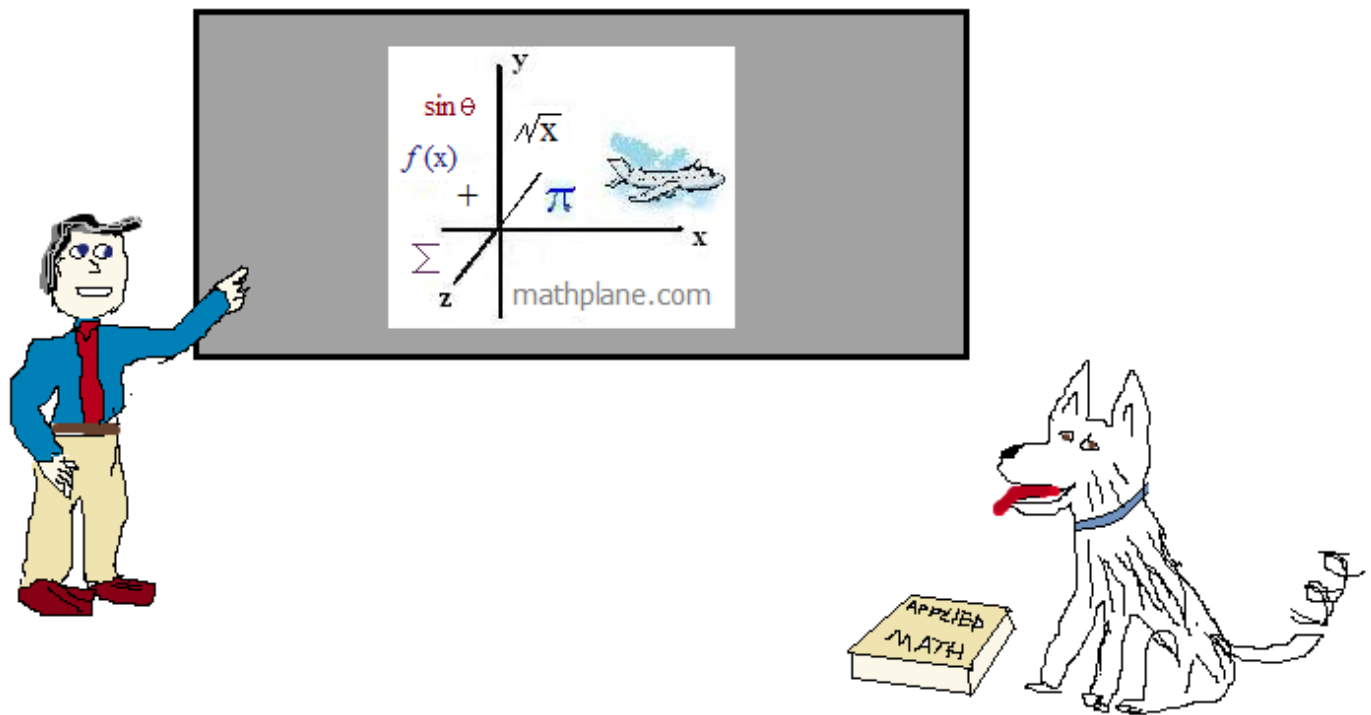 y
sin θ
√x
f(x)
+
π
x
Σ
z
mathplane.com
APPLIED
MATH